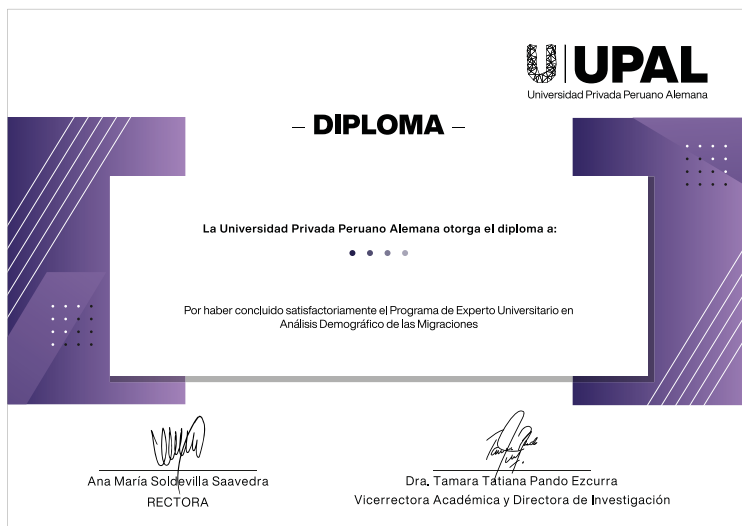 UPAL
Universidad Privada Peruano Alemana
– DIPLOMA –
La Universidad Privada Peruano Alemana otorga el diploma a:
Por haber concluido satisfactoriamente el Programa de Experto Universitario en
Análisis Demográfico de las Migraciones
Ana María Soldevilla Saavedra
RECTORA
Dra. Tamara Tatiana Pando Ezcurra
Vicerrectora Académica y Directora de Investigación